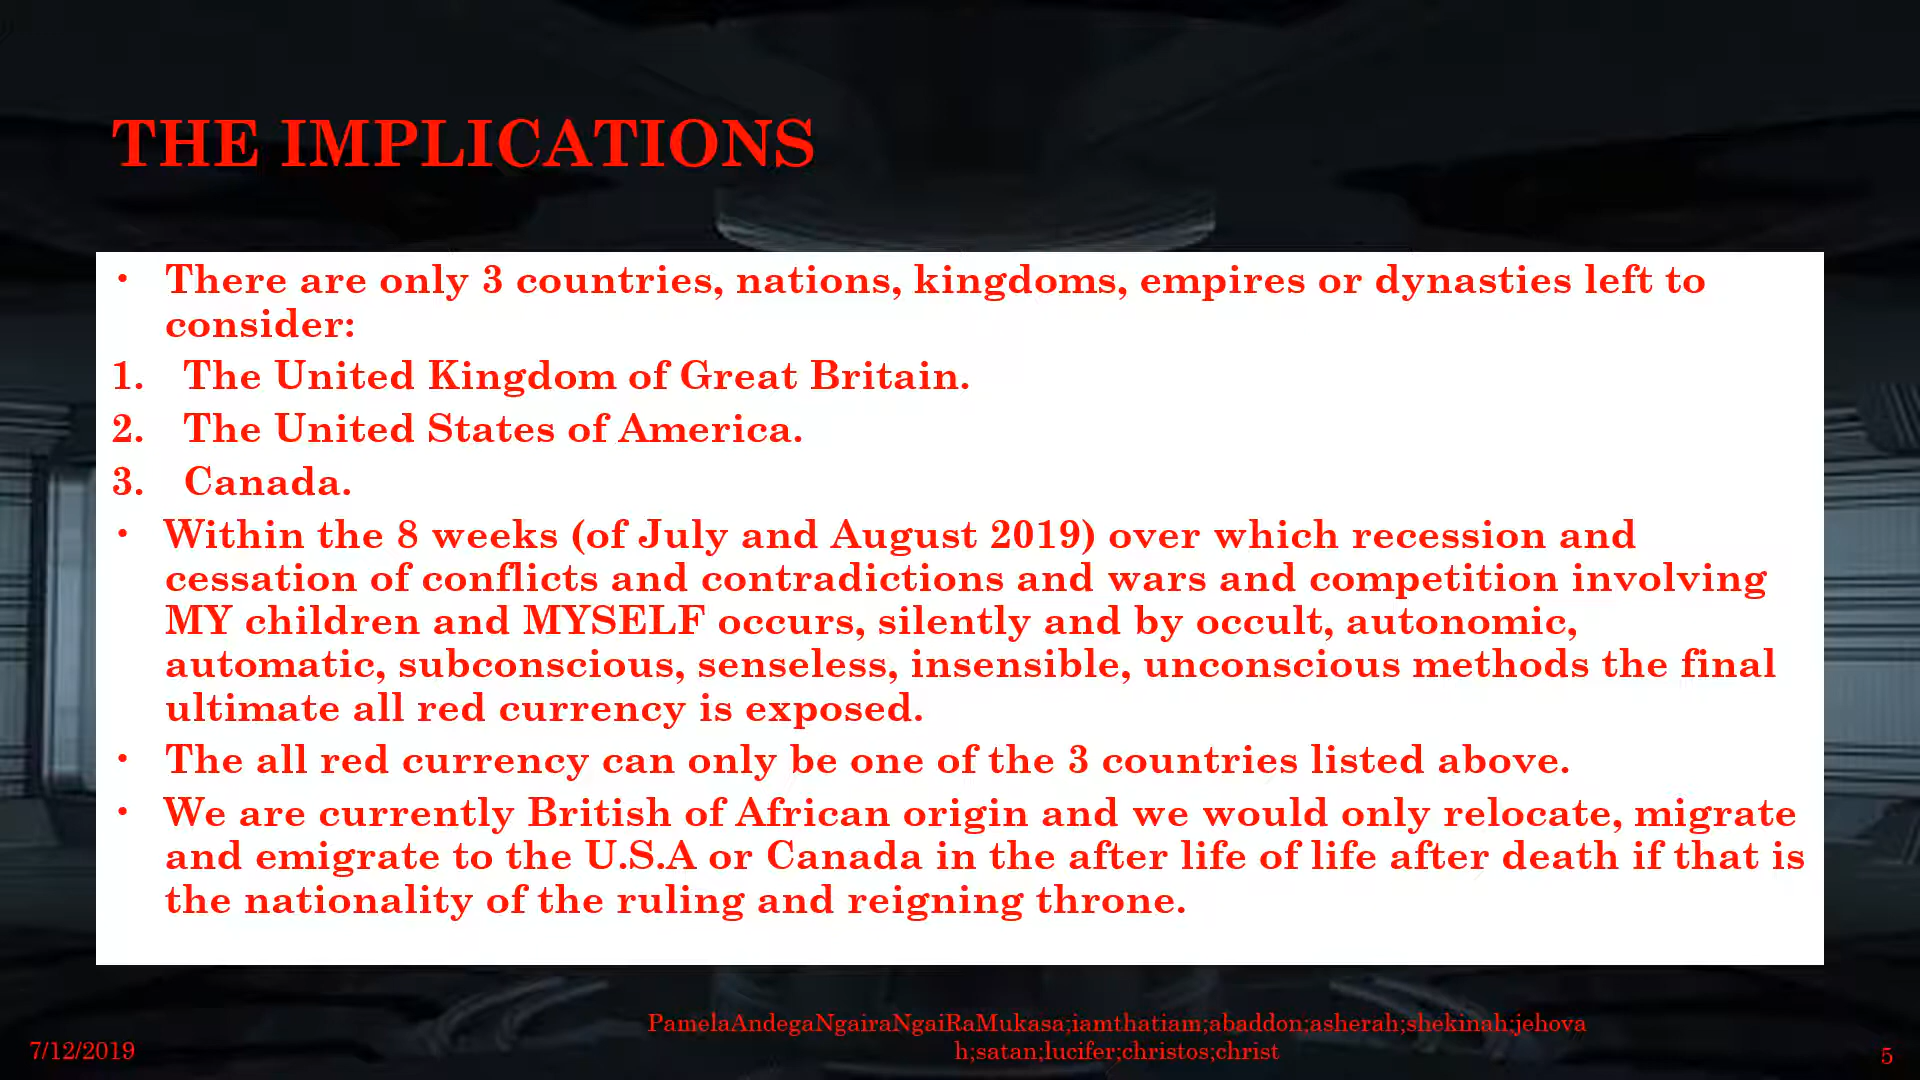 THE IMPLICATIONS
• There are only 3 countries, nations, kingdoms, empires or dynasties left to
consider:
1. The United Kingdom of Great Britain.
2. The United States of America.
3. Canada.
• Within the 8 weeks (of July and August 2019) over which recession and
cessation of conflicts and contradictions and wars and competition involving
MY children and MYSELF occurs, silently and by occult, autonomic,
automatic, subconscious, senseless, insensible, unconscious methods the final
ultimate all red currency is exposed.
• The all red currency can only be one of the 3 countries listed above.
• We are currently British of African origin and we would only relocate, migrate
and emigrate to the U.S.A or Canada in the after life of life after death if that is
the nationality of the ruling and reigning throne.
PamelaAndegaNgairaNgaiRaMukasa;iamthatiam;abaddon;asherah;shekinah;jehova
h;satan;lucifer;christos;christ
7/12/2019
5